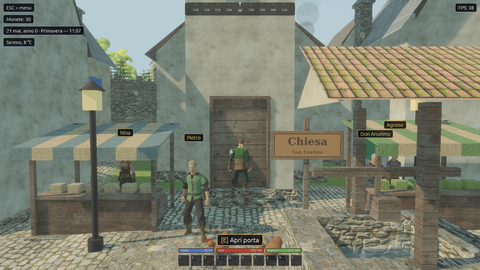 ESC = menu
Monete: 30
21 mar, anno 0 · Primavera — 11:07
Sereno, 8 °C
FPS: 38
Nina
Pietro
Agnese
Don Anselmo
Chiesa
[E] Apri porta